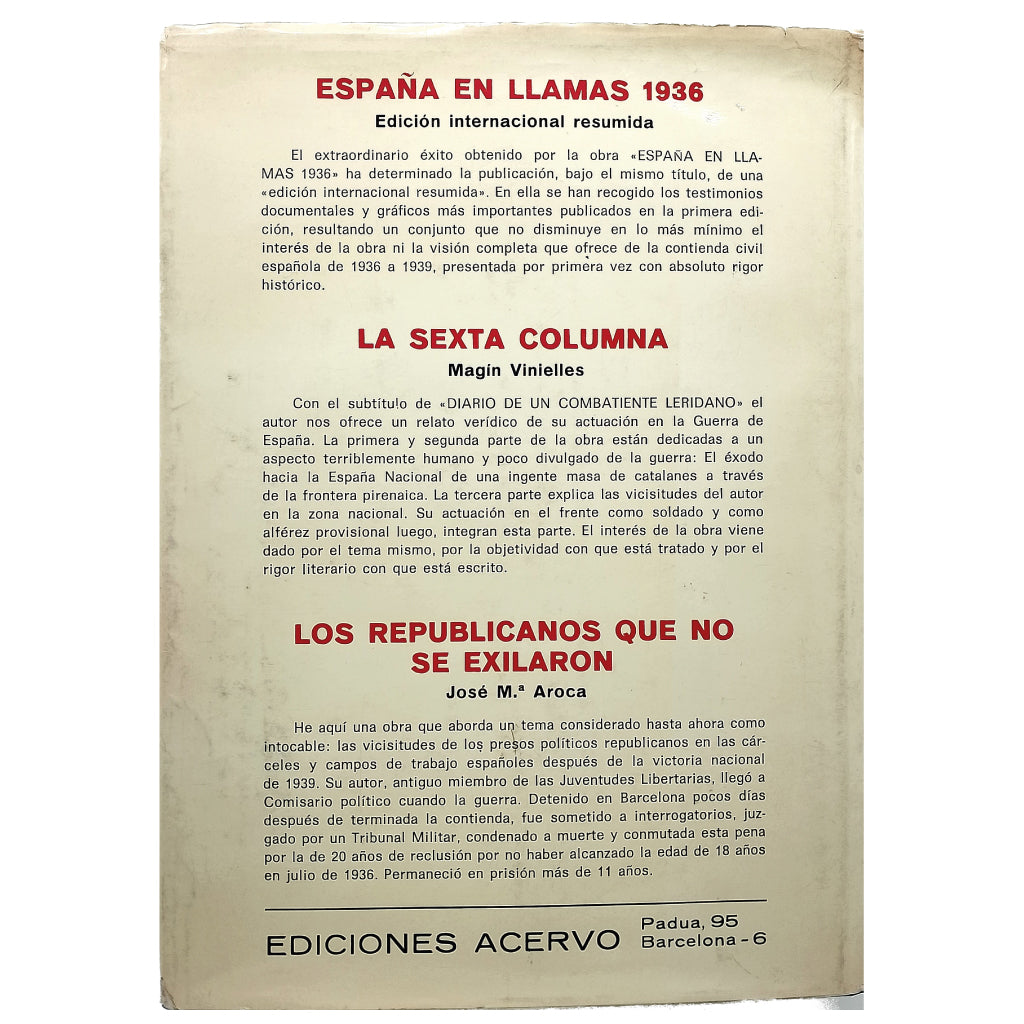 ESPAÑA EN LLAMAS 1936
Edición internacional resumida
El extraordinario éxito obtenido por la obra «ESPAÑA EN LLA-
MAS 1936» ha determinado la publicación, bajo el mismo título, de una
«edición internacional resumida». En ella se han recogido los testimonios
documentales y gráficos más importantes publicados en la primera edi-
ción, resultando un conjunto que no disminuye en lo más mínimo el
interés de la obra ni la visión completa que ofrece de la contienda civil
española de 1936 a 1939, presentada por primera vez con absoluto rigor
histórico.
LA SEXTA COLUMNA
Magín Vinielles
Con el subtítulo de «DIARIO DE UN COMBATIENTE LERIDANO» el
autor nos ofrece un relato verídico de su actuación en la Guerra de
España. La primera y segunda parte de la obra están dedicadas a un
aspecto terriblemente humano y poco divulgado de la guerra: El éxodo
hacia la España Nacional de una ingente masa de catalanes a través
de la frontera pirenaica. La tercera parte explica las vicisitudes del autor
en la zona nacional. Su actuación en el frente como soldado y como
alférez provisional luego, integran esta parte. El interés de la obra viene
dado por el tema mismo, por la objetividad con que está tratado y por el
rigor literario con que está escrito.
LOS REPUBLICANOS QUE NO
SE EXILARON
José M.ª Aroca
He aquí una obra que aborda un tema considerado hasta ahora como
intocable: las vicisitudes de los presos políticos republicanos en las cár-
celes y campos de trabajo españoles después de la victoria nacional
de 1939. Su autor, antiguo miembro de las Juventudes Libertarias, llegó a
Comisario político cuando la guerra. Detenido en Barcelona pocos días
después de terminada la contienda, fue sometido a interrogatorios, juz-
gado por un Tribunal Militar, condenado a muerte y conmutada esta pena
por la de 20 años de reclusión por no haber alcanzado la edad de 18 años
en julio de 1936. Permaneció en prisión más de 11 años.
EDICIONES ACERVO
Padua, 95
Barcelona - 6